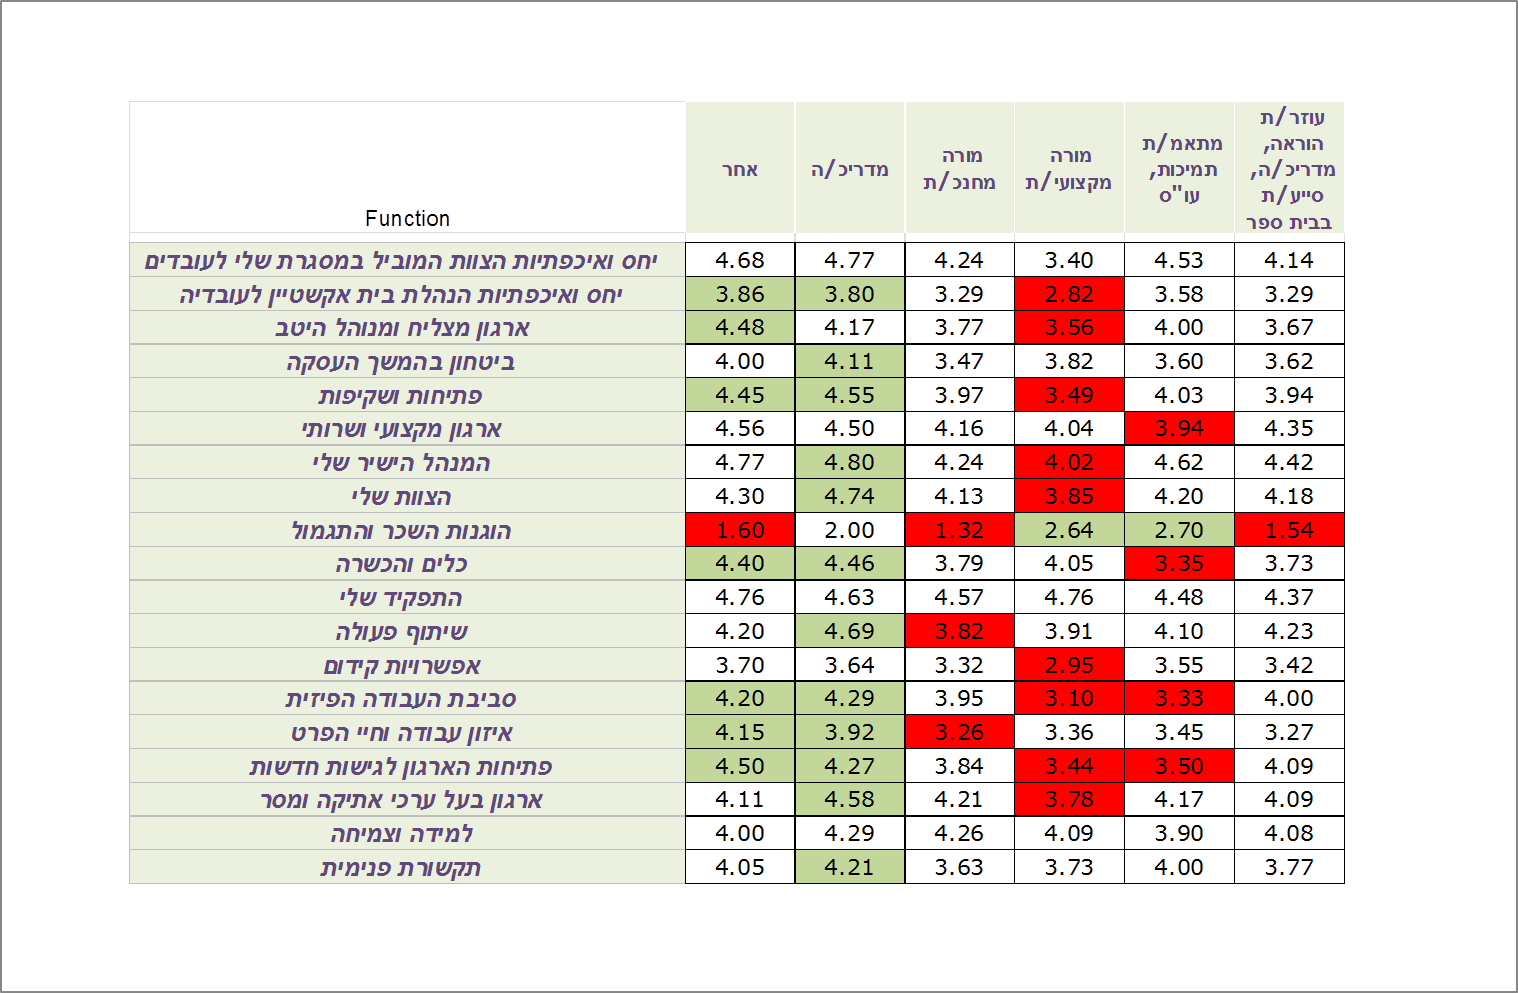 Function אחר מדריכ/ה מורה מחנכ/ת מורה מקצועי/ת מתאמ/ת תמיכות, עו"ס עוזר/ת הוראה, מדריכ/ה, סייע/ת בבית ספר
יחס ואיכפתיות הצוות המוביל במסגרת שלי לעובדים 4.68 4.77 4.24 3.40 4.53 4.14
יחס ואיכפתיות הנהלת בית אקשטיין לעובדיה 3.86 3.80 3.29 2.82 3.58 3.29
ארגון מצליח ומנוהל היטב 4.48 4.17 3.77 3.56 4.00 3.67
ביטחון בהמשך העסקה 4.00 4.11 3.47 3.82 3.60 3.62
פתיחות ושקיפות 4.45 4.55 3.97 3.49 4.03 3.94
ארגון מקצועי ושרותי 4.56 4.50 4.16 4.04 3.94 4.35
המנהל הישיר שלי 4.77 4.80 4.24 4.02 4.62 4.42
הצוות שלי 4.30 4.74 4.13 3.85 4.20 4.18
הוגנות השכר והתגמול 1.60 2.00 1.32 2.64 2.70 1.54
כלים והכשרה 4.40 4.46 3.79 4.05 3.35 3.73
התפקיד שלי 4.76 4.63 4.57 4.76 4.48 4.37
שיתוף פעולה 4.20 4.69 3.82 3.91 4.10 4.23
אפשרויות קידום 3.70 3.64 3.32 2.95 3.55 3.42
סביבת העבודה הפיזית 4.20 4.29 3.95 3.10 3.33 4.00
איזון עבודה וחיי הפרט 4.15 3.92 3.26 3.36 3.45 3.27
פתיחות הארגון לגישות חדשות 4.50 4.27 3.84 3.44 3.50 4.09
ארגון בעל ערכי אתיקה ומסר 4.11 4.58 4.21 3.78 4.17 4.09
למידה וצמיחה 4.00 4.29 4.26 4.09 3.90 4.08
תקשורת פנימית 4.05 4.21 3.63 3.73 4.00 3.77